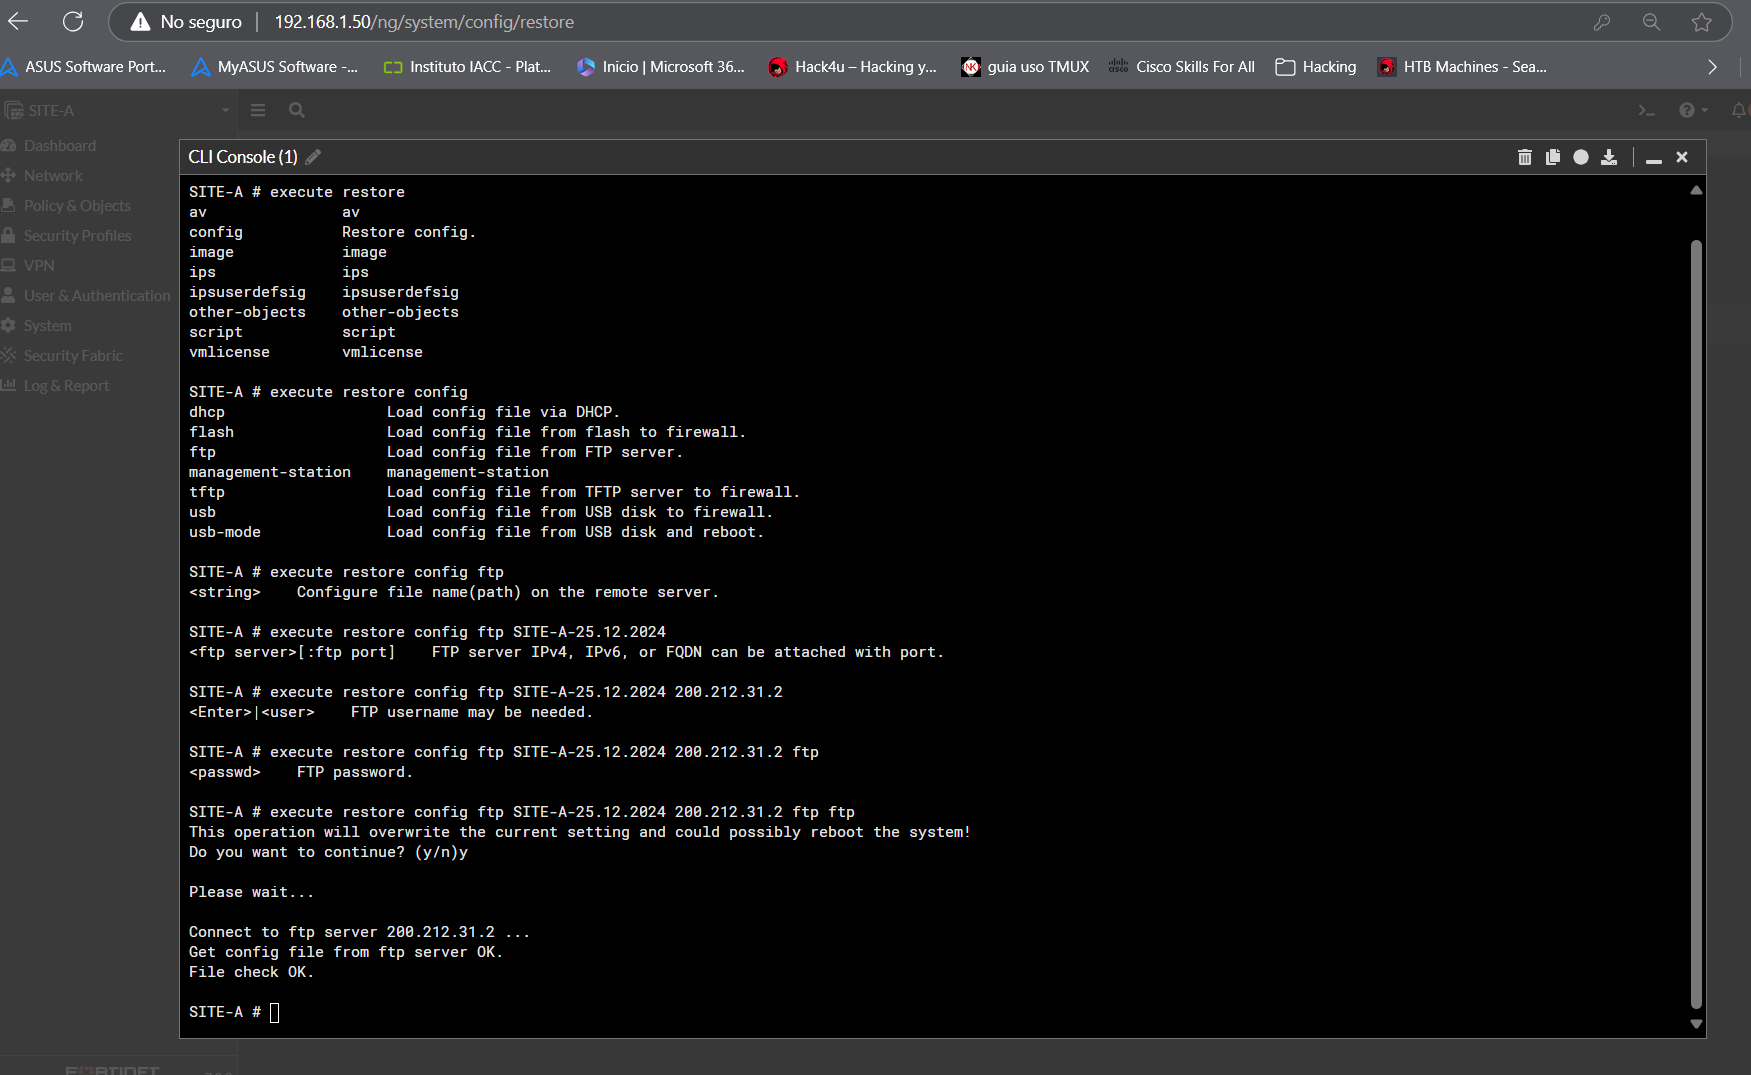 No seguro
192.168.1.50/ng/system/config/restore
ASUS Software Port...
MyASUS Software -...
Instituto IACC - Plat...
Inicio | Microsoft 36...
Hack4u – Hacking y...
guia uso TMUX
Cisco Skills For All
Hacking
HTB Machines - Sea...
SITE-A
Dashboard
Network
Policy & Objects
Security Profiles
VPN
User & Authentication
System
Security Fabric
Log & Report
FORTINET
CLI Console (1)
SITE-A # execute restore
av av
config Restore config.
image image
ips ips
ipsuserdefsig ipsuserdefsig
other-objects other-objects
script script
vmlicense vmlicense
SITE-A # execute restore config
dhcp Load config file via DHCP.
flash Load config file from flash to firewall.
ftp Load config file from FTP server.
management-station management-station
tftp Load config file from TFTP server to firewall.
usb Load config file from USB disk to firewall.
usb-mode Load config file from USB disk and reboot.
SITE-A # execute restore config ftp
<string> Configure file name(path) on the remote server.
SITE-A # execute restore config ftp SITE-A-25.12.2024
<ftp server>[:ftp port] FTP server IPv4, IPv6, or FQDN can be attached with port.
SITE-A # execute restore config ftp SITE-A-25.12.2024 200.212.31.2
<Enter>|<user> FTP username may be needed.
SITE-A # execute restore config ftp SITE-A-25.12.2024 200.212.31.2 ftp
<passwd> FTP password.
SITE-A # execute restore config ftp SITE-A-25.12.2024 200.212.31.2 ftp ftp
This operation will overwrite the current setting and could possibly reboot the system!
Do you want to continue? (y/n)y
Please wait...
Connect to ftp server 200.212.31.2 ...
Get config file from ftp server OK.
File check OK.
SITE-A #